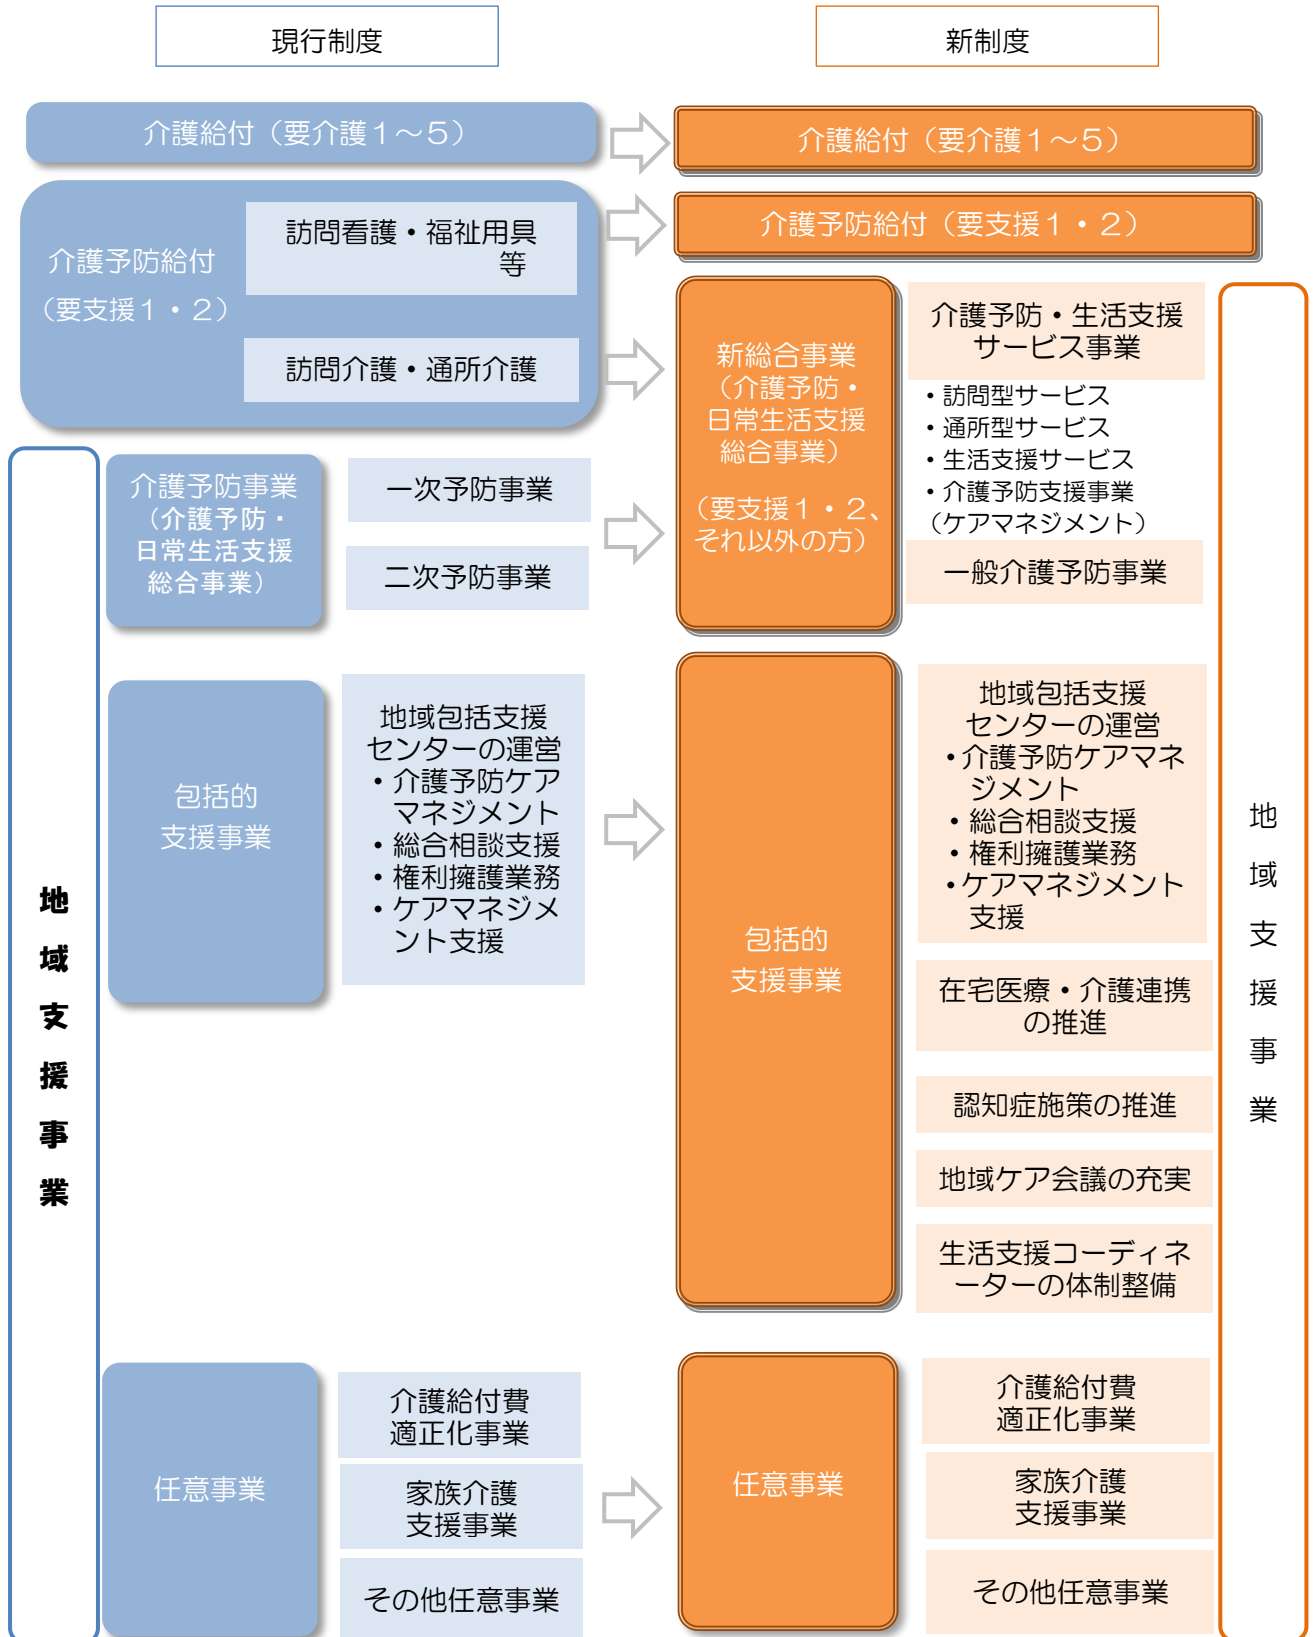 現行制度
新制度
介護給付（要介護１～５）
介護給付（要介護１～５）
介護予防給付
（要支援１・２）
訪問看護・福祉用具
等
訪問介護・通所介護
介護予防給付（要支援１・２）
新総合事業
（介護予防・
日常生活支援
総合事業）
（要支援１・２、
それ以外の方）
介護予防・生活支援
サービス事業
・訪問型サービス
・通所型サービス
・生活支援サービス
・介護予防支援事業
（ケアマネジメント）
一般介護予防事業
地域支援事業
介護予防事業
（介護予防・
日常生活支援
総合事業）
一次予防事業
二次予防事業
包括的
支援事業
地域包括支援
センターの運営
・介護予防ケア
マネジメント
・総合相談支援
・権利擁護業務
・ケアマネジメ
ント支援
包括的
支援事業
地域包括支援
センターの運営
・介護予防ケアマネ
ジメント
・総合相談支援
・権利擁護業務
・ケアマネジメント
支援
在宅医療・介護連携
の推進
認知症施策の推進
地域ケア会議の充実
生活支援コーディネ
ーターの体制整備
地域支援事業
任意事業
介護給付費
適正化事業
家族介護
支援事業
その他任意事業
任意事業
介護給付費
適正化事業
家族介護
支援事業
その他任意事業